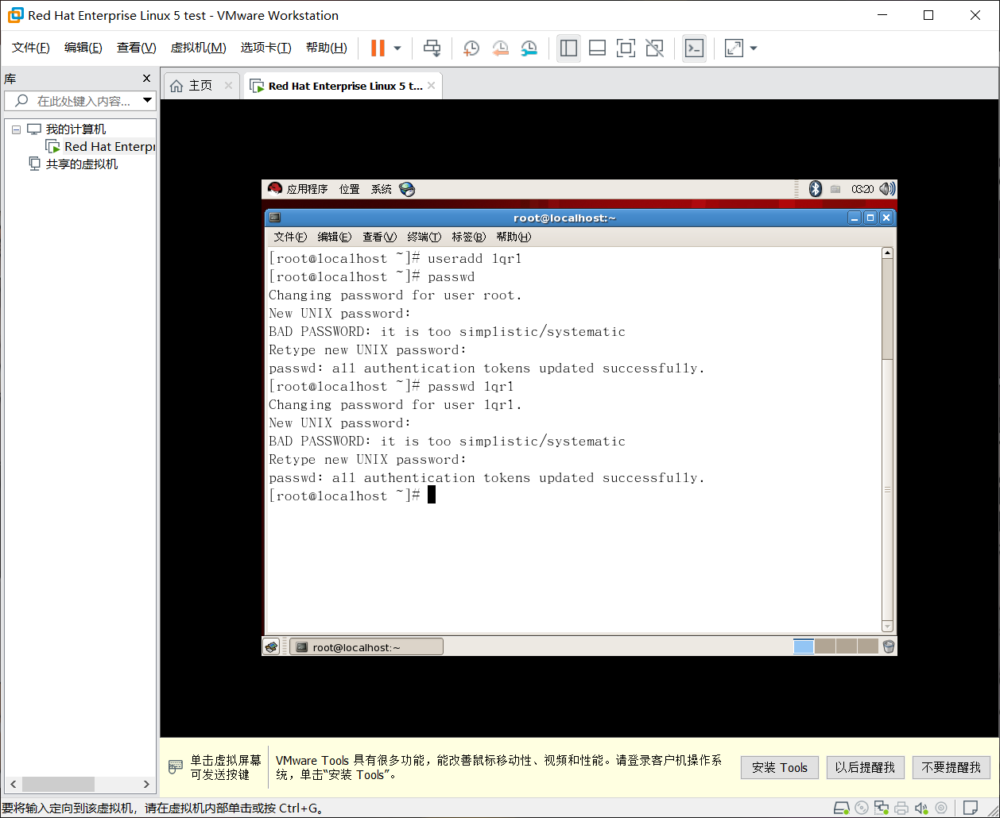 Red Hat Enterprise Linux 5 test - VMware Workstation
文件(F) 编辑(E) 查看(V) 虚拟机(M) 选项卡(T) 帮助(H)
库
在此处键入内容...
我的计算机
Red Hat Enterpr
共享的虚拟机
主页
Red Hat Enterprise Linux 5 t...
应用程序 位置 系统
03:20
root@localhost:~
文件(F) 编辑(E) 查看(V) 终端(T) 标签(B) 帮助(H)
[root@localhost ~]# useradd lqr1
[root@localhost ~]# passwd
Changing password for user root.
New UNIX password:
BAD PASSWORD: it is too simplistic/systematic
Retype new UNIX password:
passwd: all authentication tokens updated successfully.
[root@localhost ~]# passwd lqr1
Changing password for user lqr1.
New UNIX password:
BAD PASSWORD: it is too simplistic/systematic
Retype new UNIX password:
passwd: all authentication tokens updated successfully.
[root@localhost ~]#
root@localhost:~
单击虚拟屏幕
可发送按键
VMware Tools 具有很多功能，能改善鼠标移动性、视频和性能。请登录客户机操作系
统，单击“安装 Tools”。
安装 Tools
以后提醒我
不要提醒我
要将输入定向到该虚拟机，请在虚拟机内部单击或按 Ctrl+G。